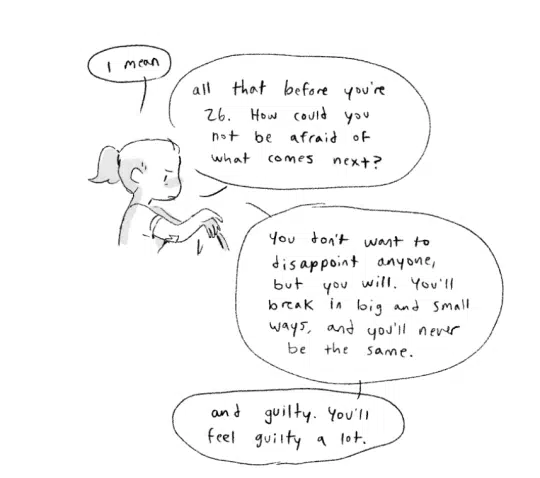 I mean
all that before you're
26. How could you
not be afraid of
what comes next?
You don't want to
disappoint anyone,
but you will. You'll
break in big and small
ways, and you'll never
be the same.
and guilty. You'll
feel guilty a lot.